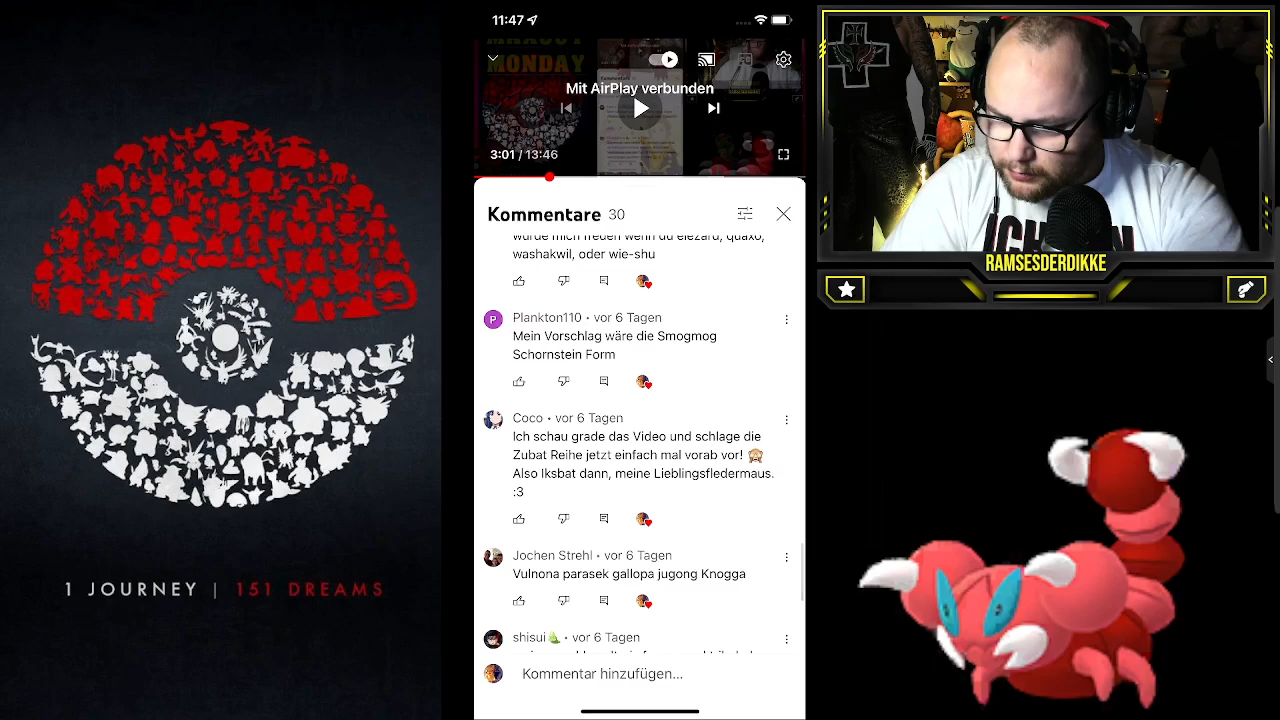 1 JOURNEY | 151 DREAMS
11:47
MONDAY
Mit AirPlay verbunden
3:01 / 13:46
Kommentare 30
würde mich freuen wenn du elezard, quaxo,
washakwil, oder wie-shu
P
Plankton110 • vor 6 Tagen
Mein Vorschlag wäre die Smogmog
Schornstein Form
Coco • vor 6 Tagen
Ich schau grade das Video und schlage die
Zubat Reihe jetzt einfach mal vorab vor! 🙈
Also Iksbat dann, meine Lieblingsfledermaus.
:3
Jochen Strehl • vor 6 Tagen
Vulnona parasek gallopa jugong Knogga
shisui • vor 6 Tagen
Kommentar hinzufügen...
RAMSESDERDIKKE